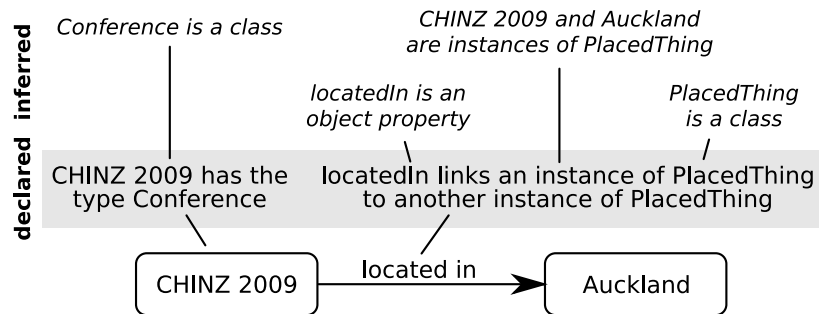 Conference is a class
CHINZ 2009 and Auckland
are instances of PlacedThing
locatedIn is an
object property
PlacedThing
is a class
inferred
declared
CHINZ 2009 has the
type Conference
locatedIn links an instance of PlacedThing
to another instance of PlacedThing
located in
CHINZ 2009
Auckland